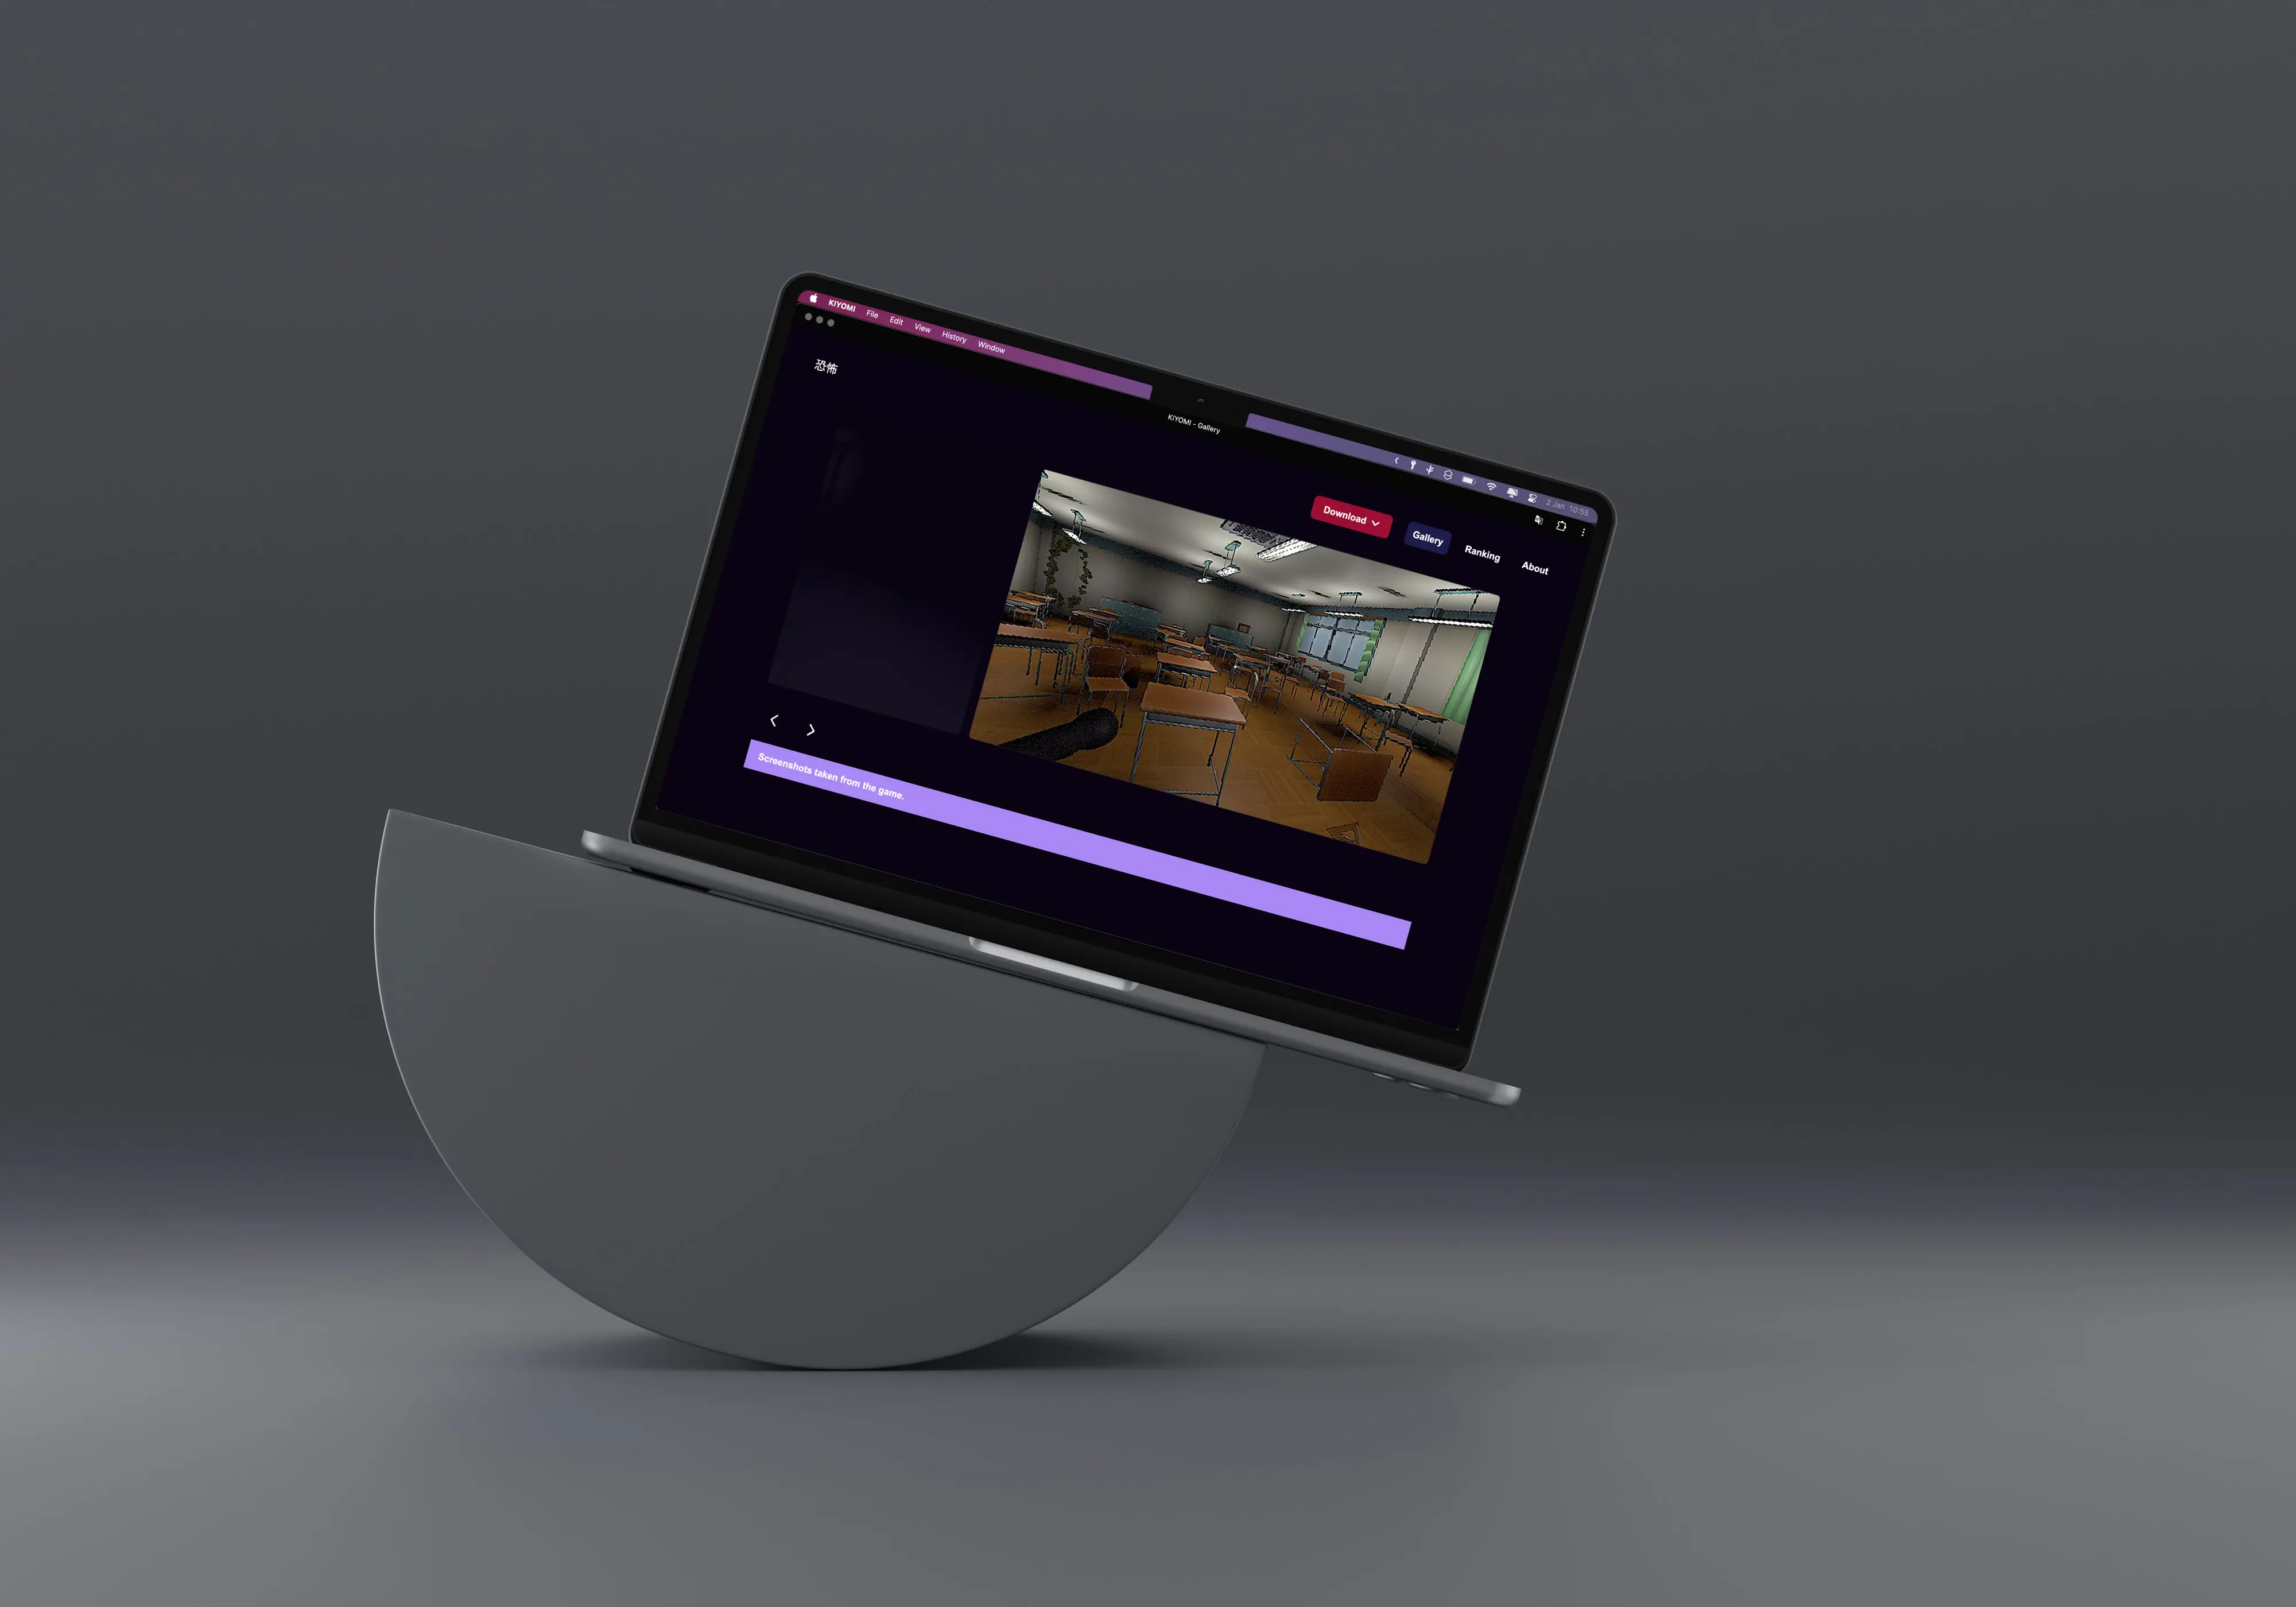 KIYOMI File Edit View History Window
2 Jan 10:55
KIYOMI - Gallery
恐怖
Download Gallery Ranking About
Screenshots taken from the game.